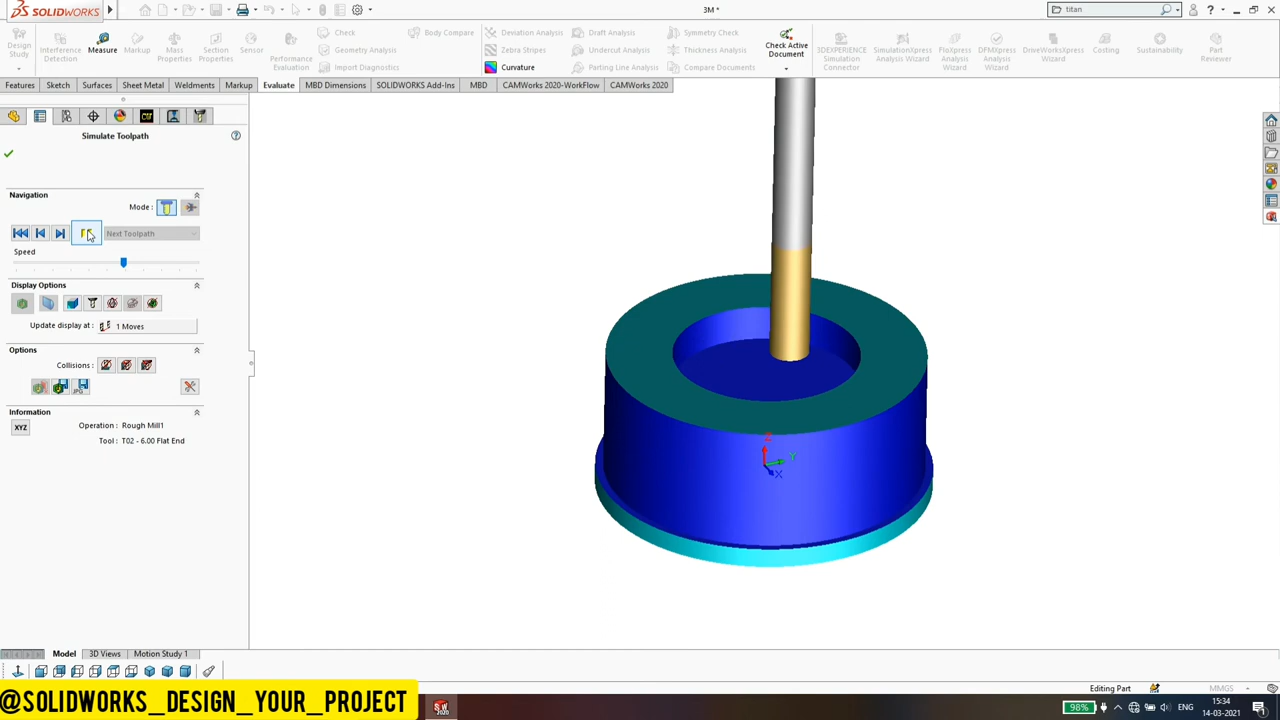 SOLIDWORKS
3M *
titan
Design Study
Interference Detection
Measure
Markup
Mass Properties
Section Properties
Sensor
Performance Evaluation
Check
Geometry Analysis
Import Diagnostics
Body Compare
Deviation Analysis
Zebra Stripes
Curvature
Draft Analysis
Undercut Analysis
Parting Line Analysis
Symmetry Check
Thickness Analysis
Compare Documents
Check Active Document
3DEXPERIENCE Simulation Connector
SimulationXpress Analysis Wizard
FloXpress Analysis Wizard
DFMXpress Analysis Wizard
DriveWorksXpress Wizard
Costing
Sustainability
Part Reviewer
Features Sketch Surfaces Sheet Metal Weldments Markup Evaluate MBD Dimensions SOLIDWORKS Add-Ins MBD CAMWorks 2020-WorkFlow CAMWorks 2020
Simulate Toolpath
Navigation
Mode :
Next Toolpath
Speed
Display Options
Update display at : 1 Moves
Options
Collisions:
Information
XYZ Operation: Rough Mill1
Tool : T02 - 6.00 Flat End
Z
Y
X
Model 3D Views Motion Study 1
Editing Part MMGS
@SOLIDWORKS_DESIGN_YOUR_PROJECT
SW 2020
98% ENG 15:34
14-03-2021